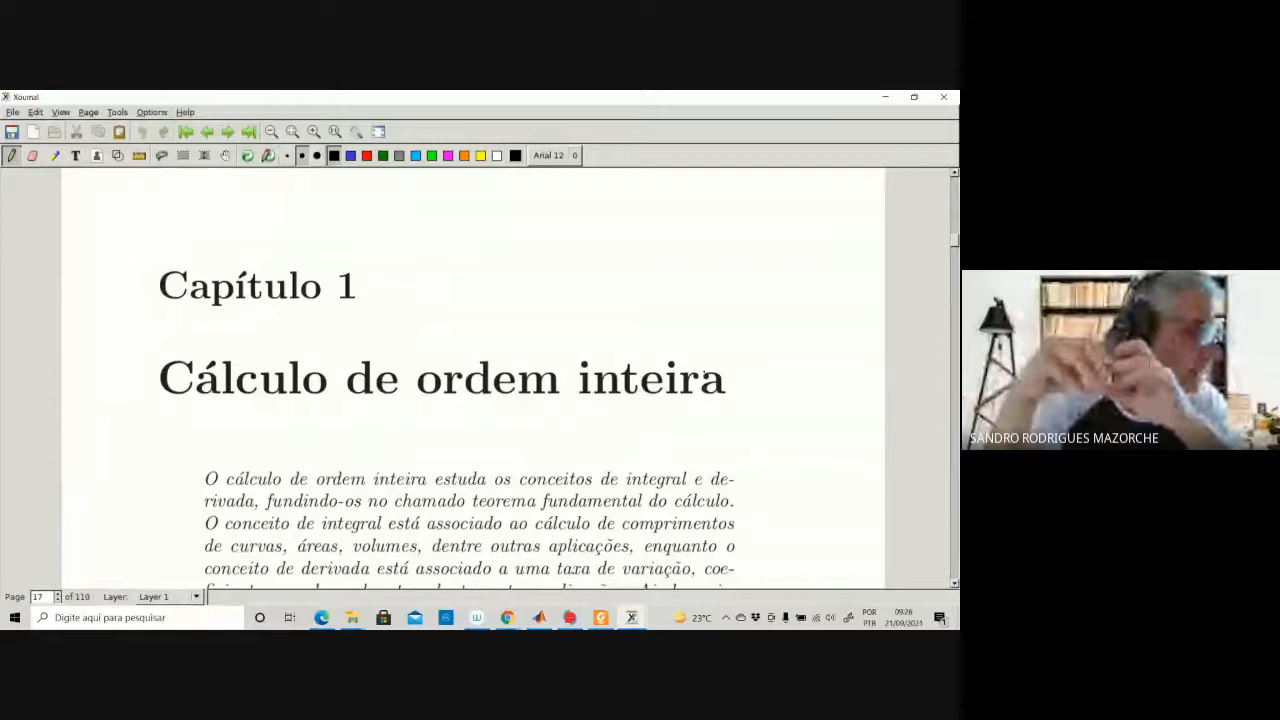 Xournal
File Edit View Page Tools Options Help
Arial 12 0
Capítulo 1
Cálculo de ordem inteira
O cálculo de ordem inteira estuda os conceitos de integral e de-
rivada, fundindo-os no chamado teorema fundamental do cálculo.
O conceito de integral está associado ao cálculo de comprimentos
de curvas, áreas, volumes, dentre outras aplicações, enquanto o
conceito de derivada está associado a uma taxa de variação, coe-
SANDRO RODRIGUES MAZORCHE
Page 17 of 110 Layer: Layer 1
Digite aqui para pesquisar
23°C
POR
PTB
09:26
21/09/2021